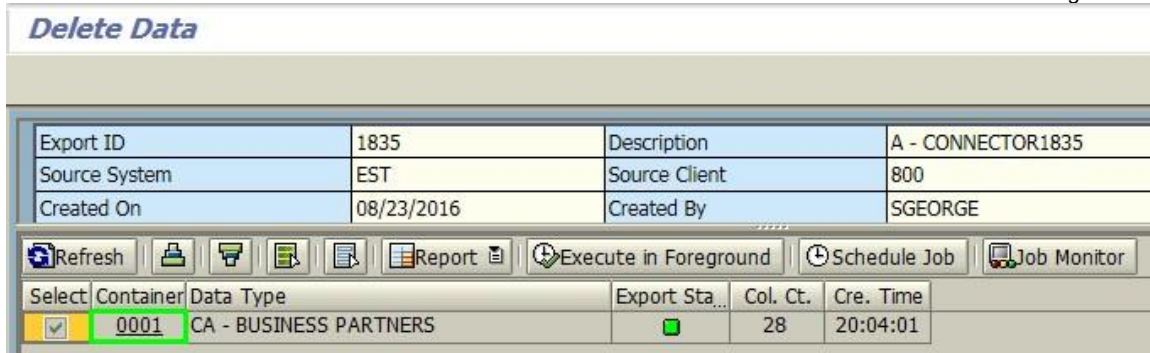 Delete Data
Export ID 1835 Description A - CONNECTOR1835
Source System EST Source Client 800
Created On 08/23/2016 Created By SGEORGE
Refresh Report Execute in Foreground Schedule Job Job Monitor
Select Container Data Type Export Sta... Col. Ct. Cre. Time
0001 CA - BUSINESS PARTNERS 28 20:04:01